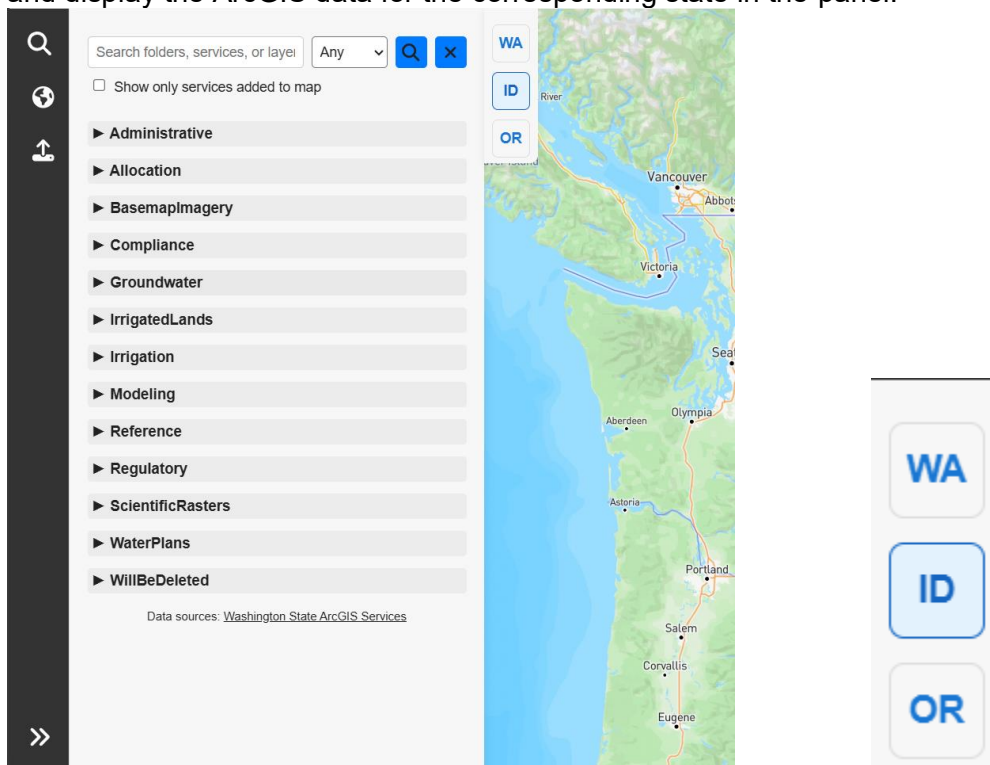 and display the ArcGIS data for the corresponding state in the panel.
Search folders, services, or layer
Any
Show only services added to map
► Administrative
► Allocation
► BasemapImagery
► Compliance
► Groundwater
► IrrigatedLands
► Irrigation
► Modeling
► Reference
► Regulatory
► ScientificRasters
► WaterPlans
► WillBeDeleted
Data sources: Washington State ArcGIS Services
WA
ID
OR
River
Vancouver
Abbots
Victoria
Seat
Olympia
Aberdeen
Astoria
Portland
Salem
Corvallis
Eugene
WA
ID
OR